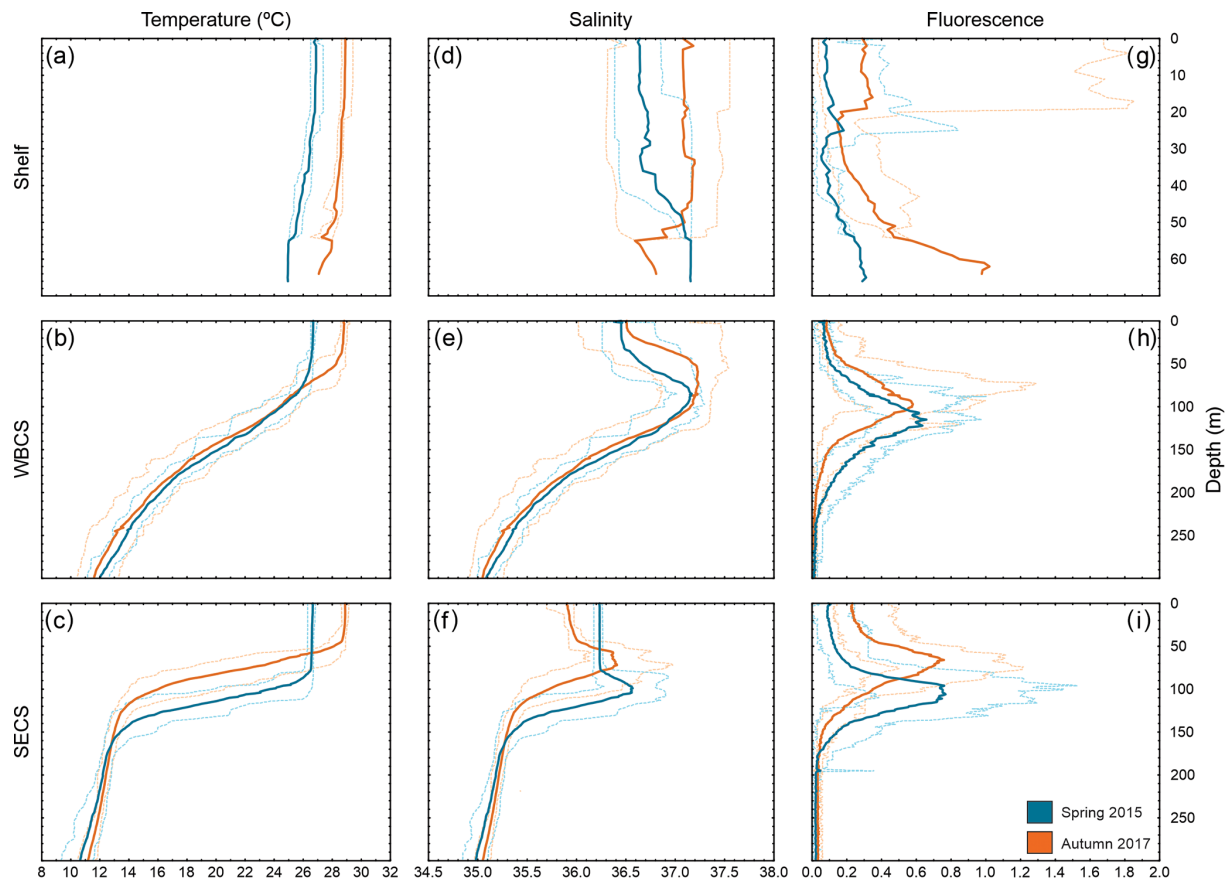 Temperature (ºC) Salinity Fluorescence
(a) (d) (g)
Shelf
0
10
20
30
40
50
60
(b) (e) (h)
WBCS
0
50
100
150
200
250
Depth (m)
(c) (f) (i)
SECS
0
50
100
150
200
250
Spring 2015
Autumn 2017
8 10 12 14 16 18 20 22 24 26 28 30 32 34.5 35.0 35.5 36.0 36.5 37.0 37.5 38.0 0.0 0.2 0.4 0.6 0.8 1.0 1.2 1.4 1.6 1.8 2.0